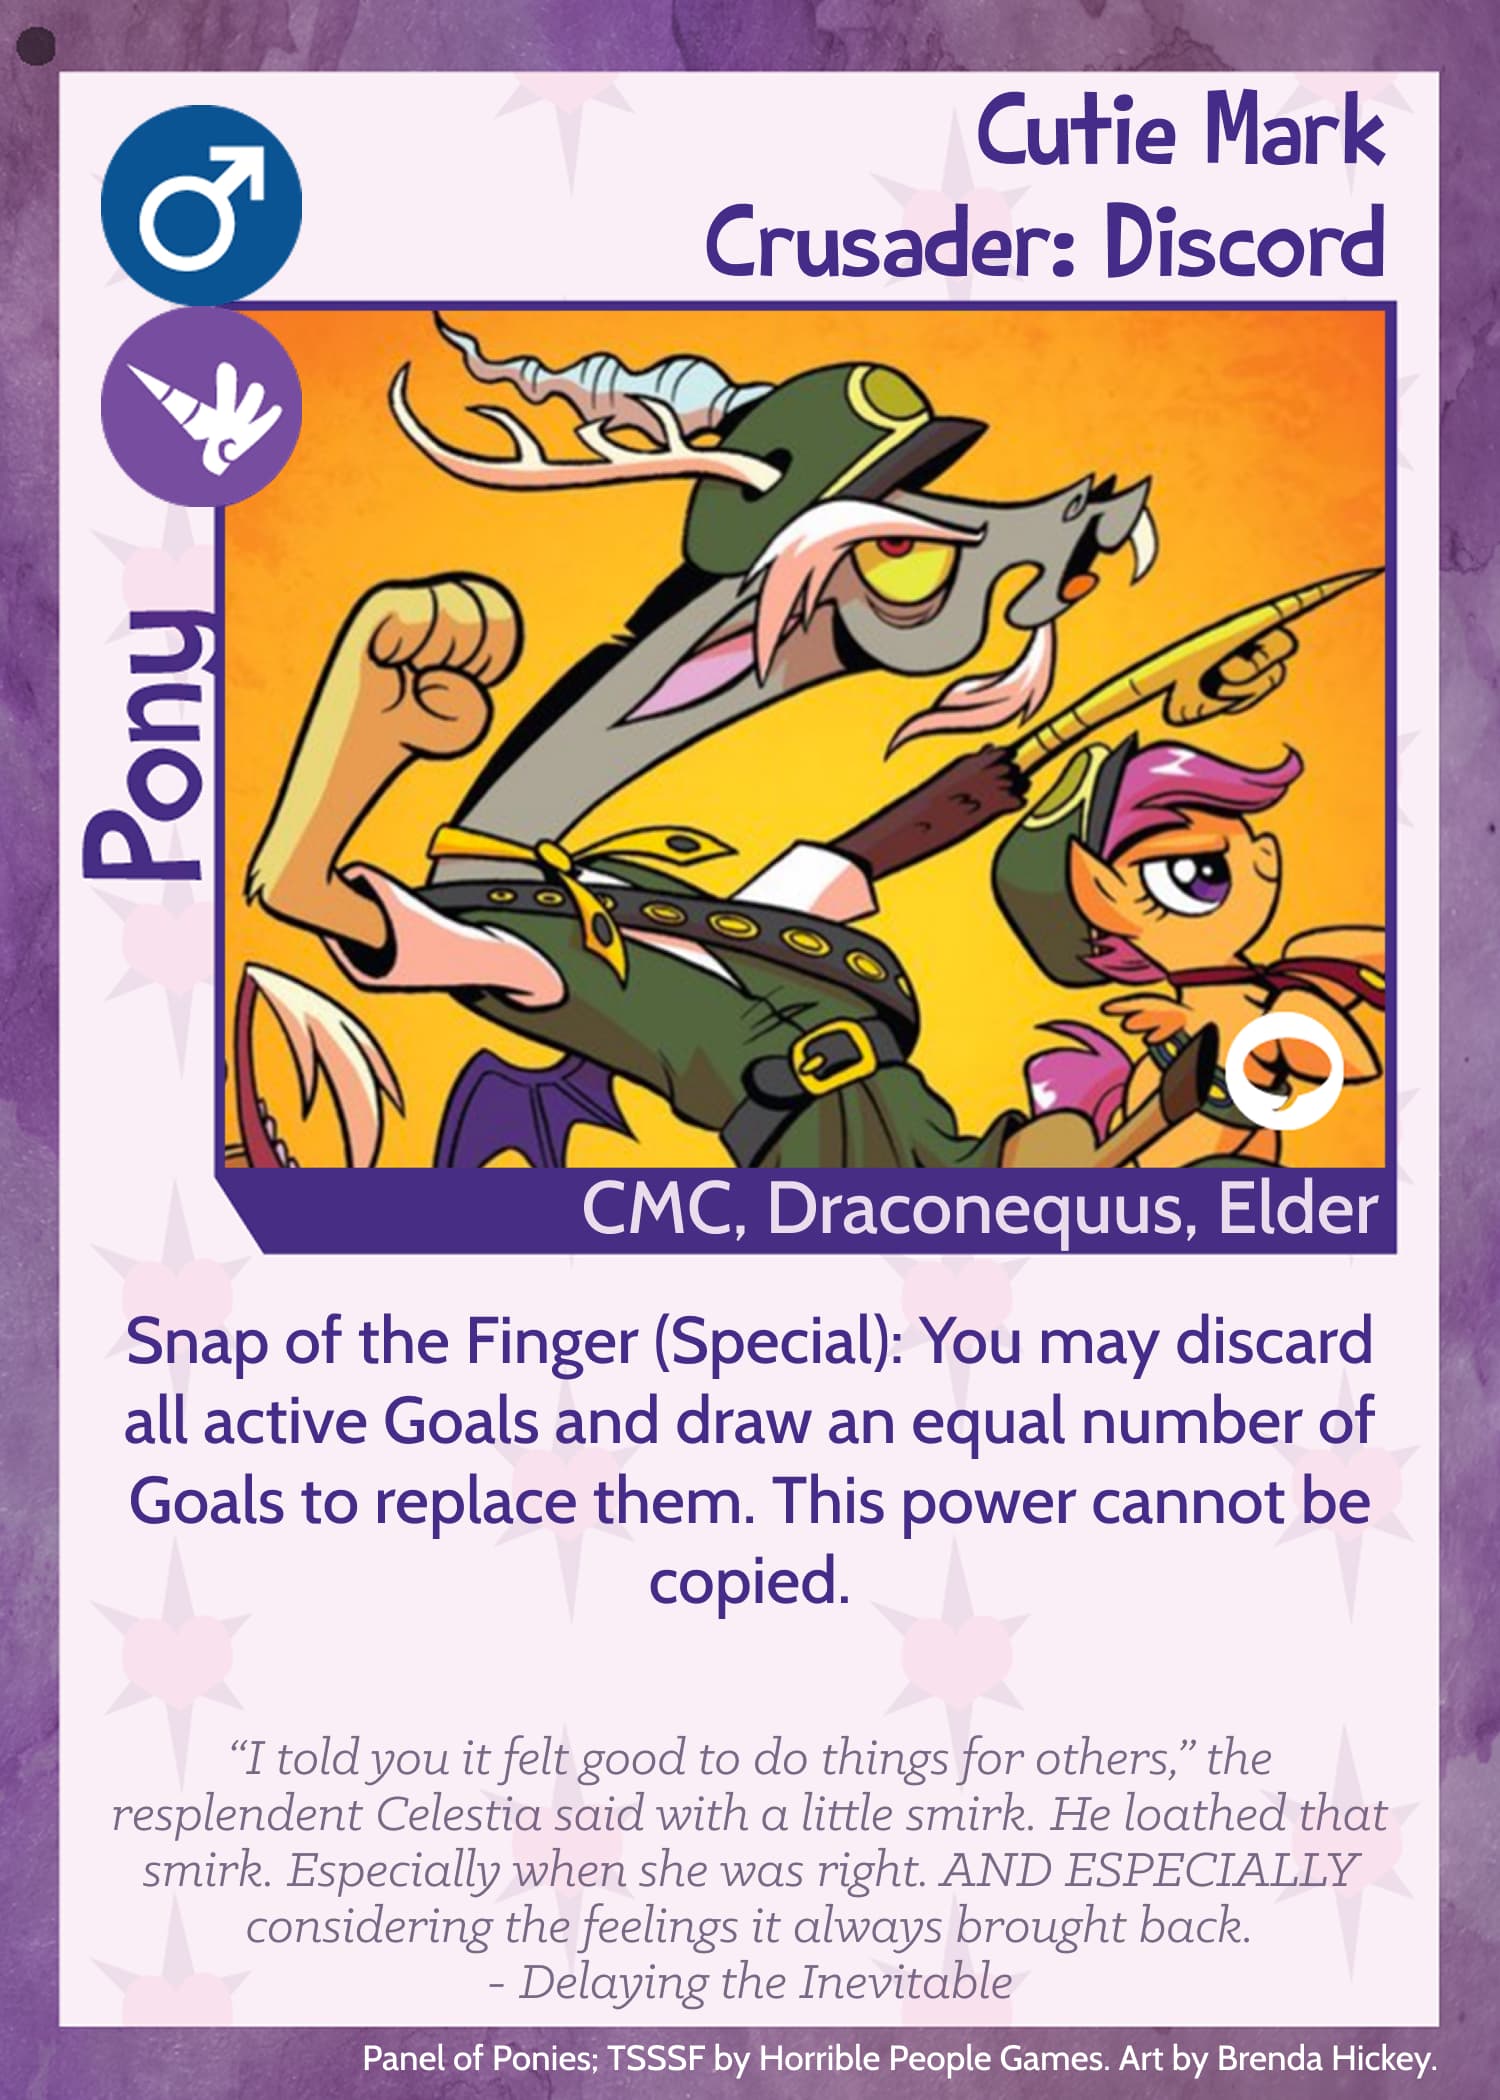 Cutie Mark
Crusader: Discord
Pony
CMC, Draconequus, Elder
Snap of the Finger (Special): You may discard
all active Goals and draw an equal number of
Goals to replace them. This power cannot be
copied.
“I told you it felt good to do things for others,” the
resplendent Celestia said with a little smirk. He loathed that
smirk. Especially when she was right. AND ESPECIALLY
considering the feelings it always brought back.
- Delaying the Inevitable
Panel of Ponies; TSSSF by Horrible People Games. Art by Brenda Hickey.